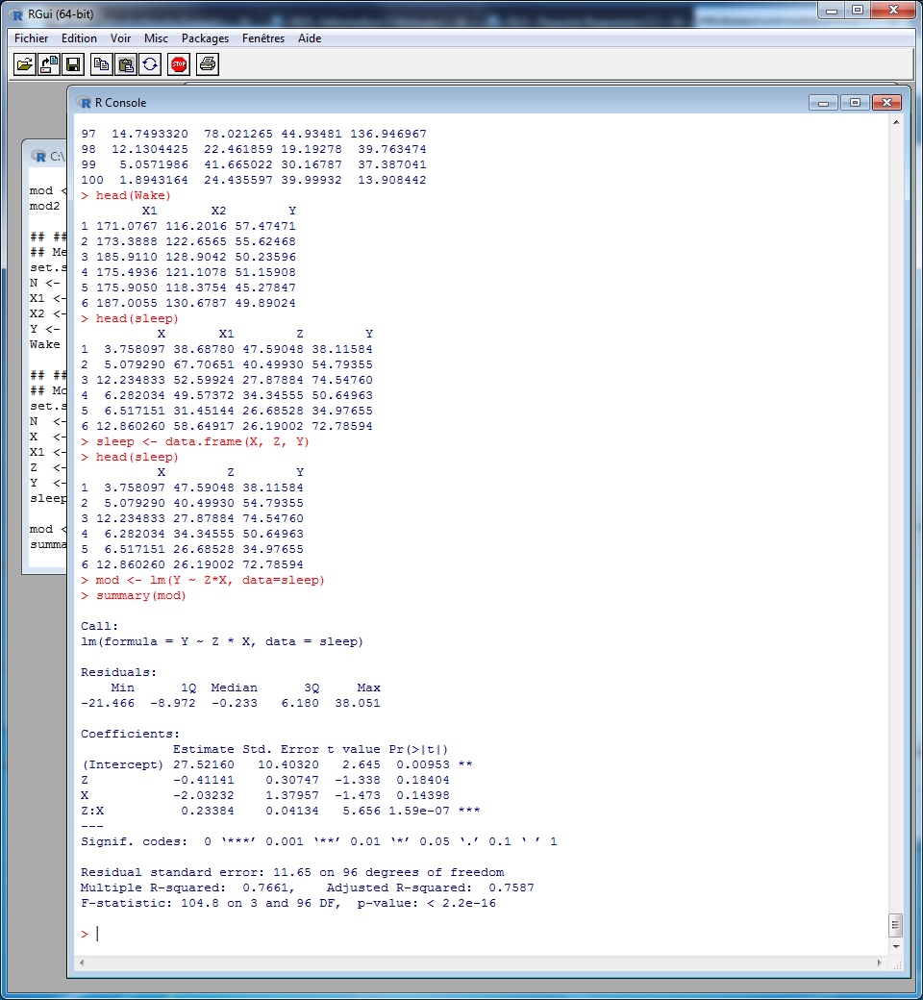 RGui (64-bit)
Fichier Edition Voir Misc Packages Fenêtres Aide
STOP
R Console
97  14.7493320  78.021265 44.93481 136.946967
98  12.1304425  22.461859 19.19278  39.763474
99   5.0571986  41.665022 30.16787  37.387041
100  1.8943164  24.435597 39.99932  13.908442
> head(Wake)
        X1       X2        Y
1 171.0767 116.2016 57.47471
2 173.3888 122.6565 55.62468
3 185.9110 128.9042 50.23596
4 175.4936 121.1078 51.15908
5 175.9050 118.3754 45.27847
6 187.0055 130.6787 49.89024
> head(sleep)
          X       X1        Z        Y
1  3.758097 38.68780 47.59048 38.11584
2  5.079290 67.70651 40.49930 54.79355
3 12.234833 52.59924 27.87884 74.54760
4  6.282034 49.57372 34.34555 50.64963
5  6.517151 31.45144 26.68528 34.97655
6 12.860260 58.64917 26.19002 72.78594
> sleep <- data.frame(X, Z, Y)
> head(sleep)
          X        Z        Y
1  3.758097 47.59048 38.11584
2  5.079290 40.49930 54.79355
3 12.234833 27.87884 74.54760
4  6.282034 34.34555 50.64963
5  6.517151 26.68528 34.97655
6 12.860260 26.19002 72.78594
> mod <- lm(Y ~ Z*X, data=sleep)
> summary(mod)
Call:
lm(formula = Y ~ Z * X, data = sleep)
Residuals:
    Min      1Q  Median      3Q     Max
-21.466  -8.972  -0.233   6.180  38.051
Coefficients:
            Estimate Std. Error t value Pr(>|t|)
(Intercept) 27.52160   10.40320   2.645  0.00953 **
Z           -0.41141    0.30747  -1.338  0.18404
X           -2.03232    1.37957  -1.473  0.14398
Z:X          0.23384    0.04134   5.656 1.59e-07 ***
---
Signif. codes:  0 ‘***’ 0.001 ‘**’ 0.01 ‘*’ 0.05 ‘.’ 0.1 ‘ ’ 1
Residual standard error: 11.65 on 96 degrees of freedom
Multiple R-squared:  0.7661,    Adjusted R-squared:  0.7587
F-statistic: 104.8 on 3 and 96 DF,  p-value: < 2.2e-16
>
C:\
mod <
mod2
## ##
## Me
set.s
N <-
X1 <-
X2 <-
Y <-
Wake
## ##
## Mo
set.s
N  <-
X  <-
X1 <-
Z  <-
Y  <-
sleep
mod <
summa